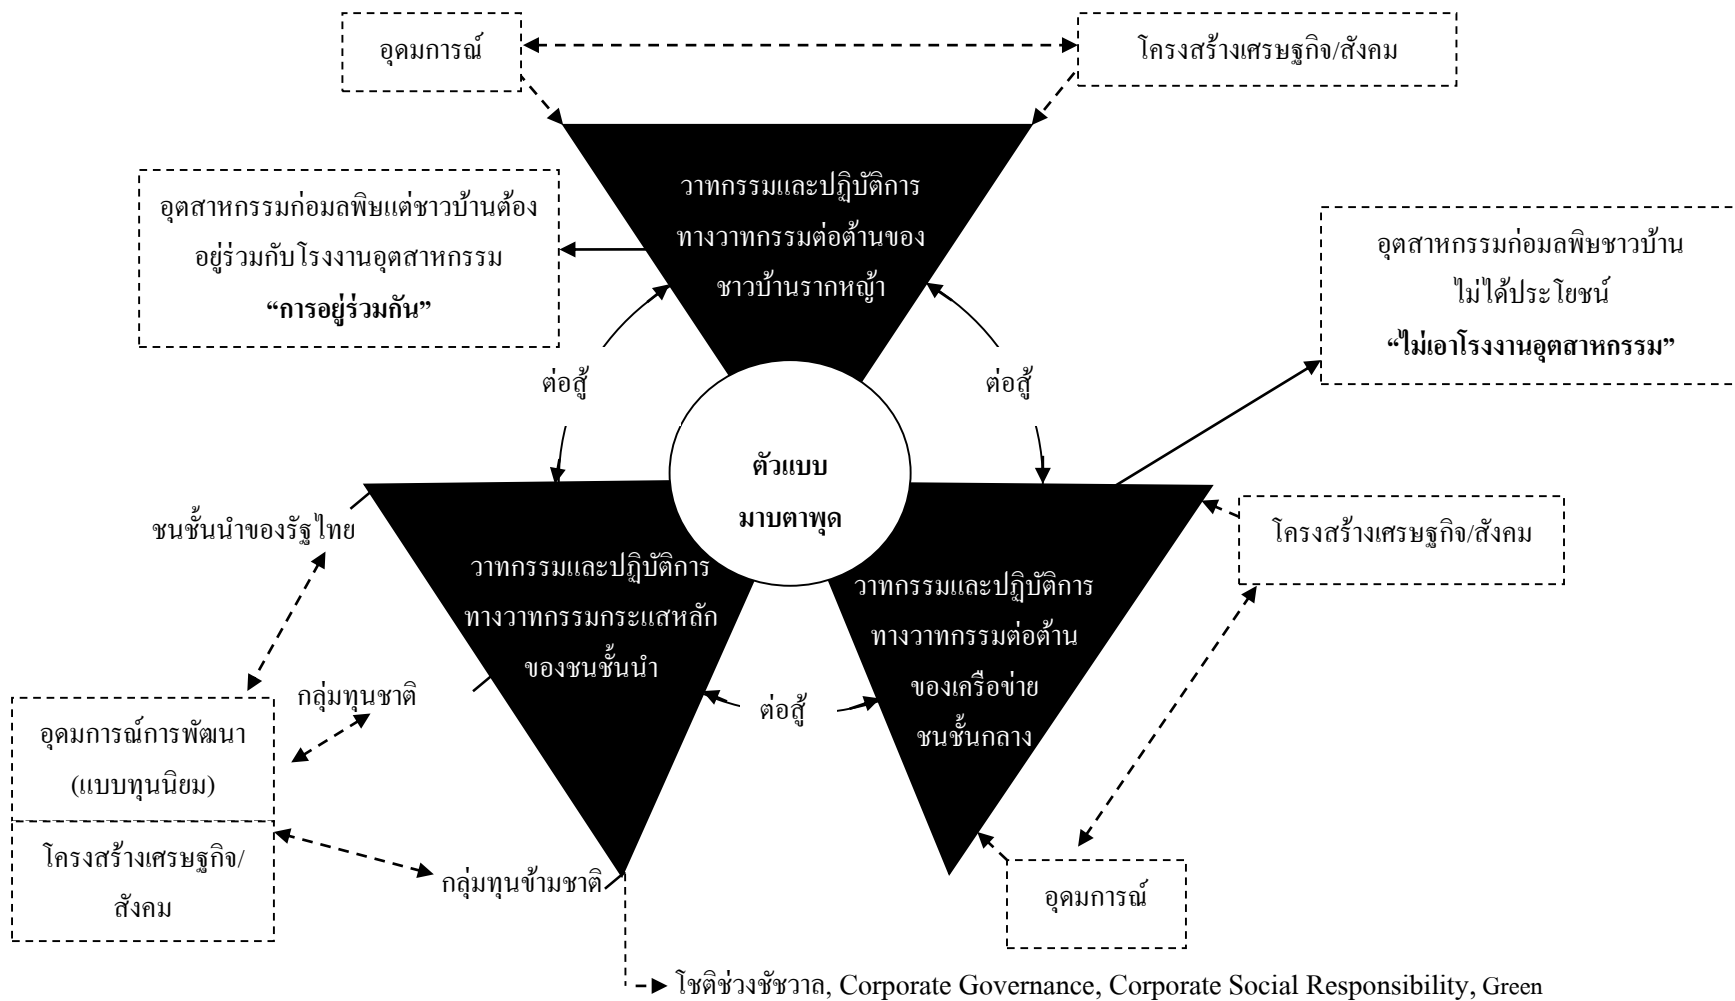 อุดมการณ์
โครงสร้างเศรษฐกิจ/สังคม
วาทกรรมและปฏิบัติการ
ทางวาทกรรมต่อต้านของ
ชาวบ้านรากหญ้า
อุตสาหกรรมก่อมลพิษแต่ชาวบ้านต้อง
อยู่ร่วมกับโรงงานอุตสาหกรรม
“การอยู่ร่วมกัน”
อุตสาหกรรมก่อมลพิษชาวบ้าน
ไม่ได้ประโยชน์
“ไม่เอาโรงงานอุตสาหกรรม”
ต่อสู้
ต่อสู้
ตัวแบบ
มาบตาพุด
ชนชั้นนำของรัฐไทย
โครงสร้างเศรษฐกิจ/สังคม
วาทกรรมและปฏิบัติการ
ทางวาทกรรมกระแสหลัก
ของชนชั้นนำ
วาทกรรมและปฏิบัติการ
ทางวาทกรรมต่อต้าน
ของเครือข่าย
ชนชั้นกลาง
กลุ่มทุนชาติ
ต่อสู้
อุดมการณ์การพัฒนา
(แบบทุนนิยม)
โครงสร้างเศรษฐกิจ/
สังคม
กลุ่มทุนข้ามชาติ
อุดมการณ์
โชติช่วงชัชวาล, Corporate Governance, Corporate Social Responsibility, Green